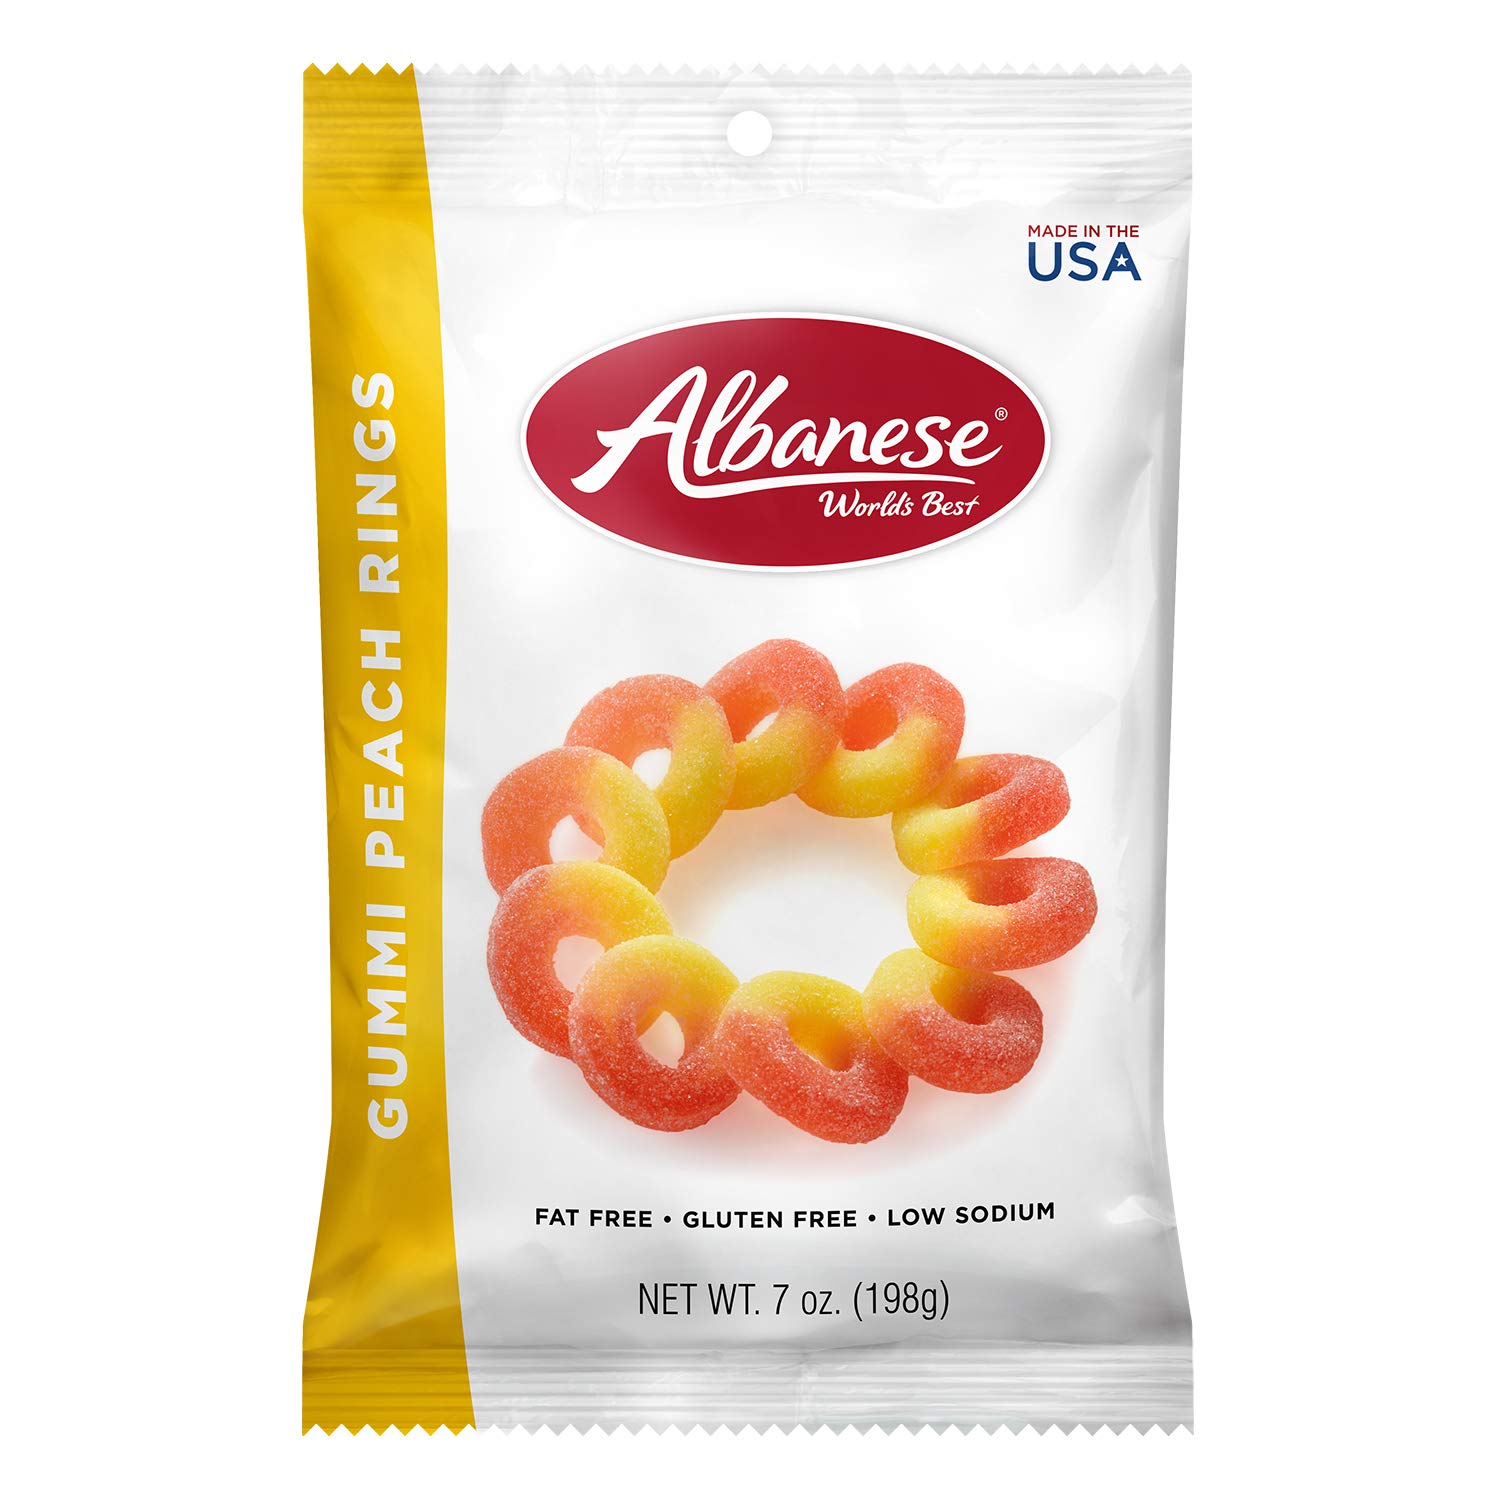 MADE IN THE
USA
Albanese®
World's Best
GUMMI PEACH RINGS
FAT FREE • GLUTEN FREE • LOW SODIUM
NET WT. 7 oz. (198g)